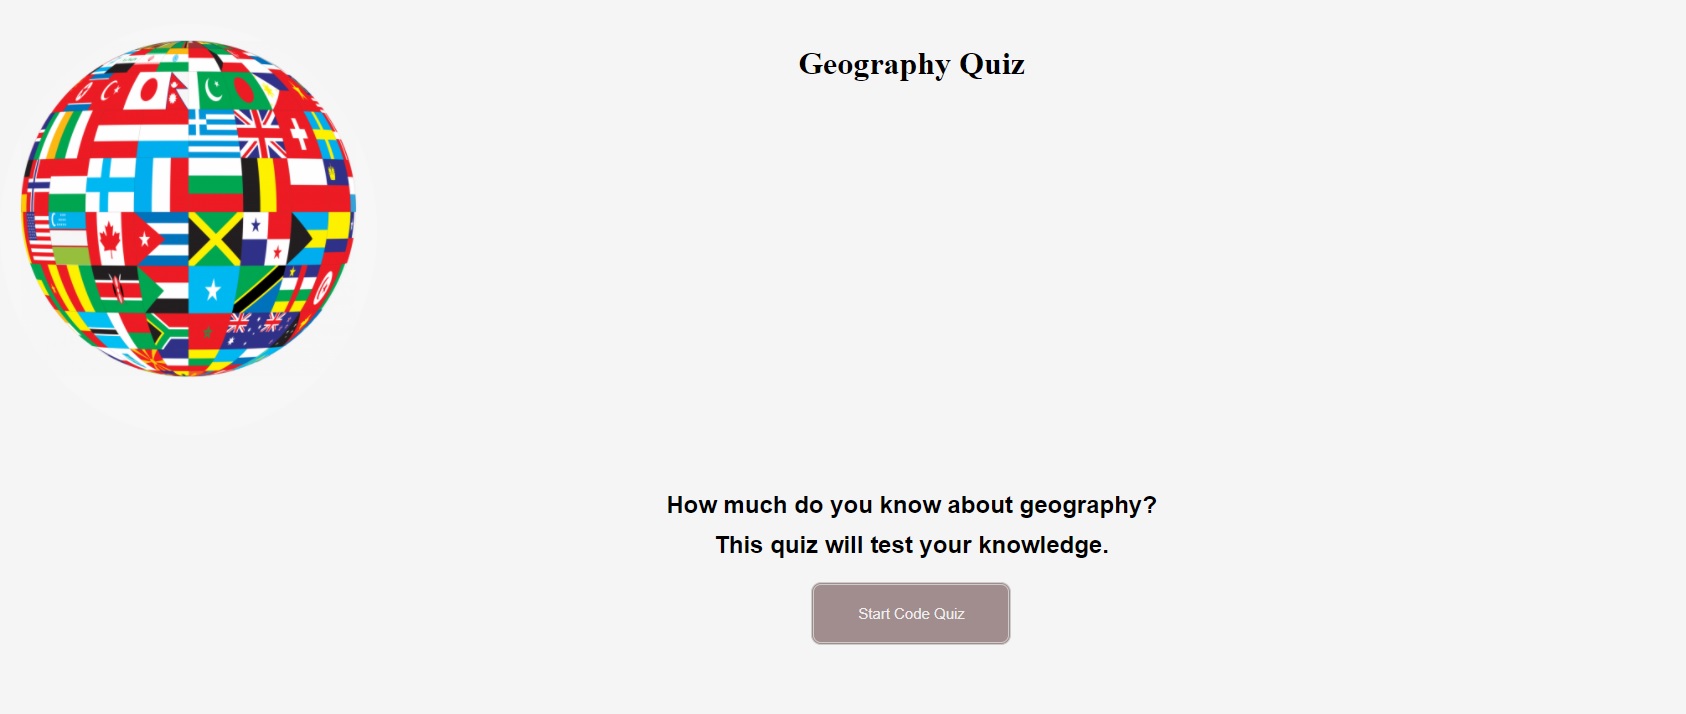 Geography Quiz
How much do you know about geography?
This quiz will test your knowledge.
Start Code Quiz